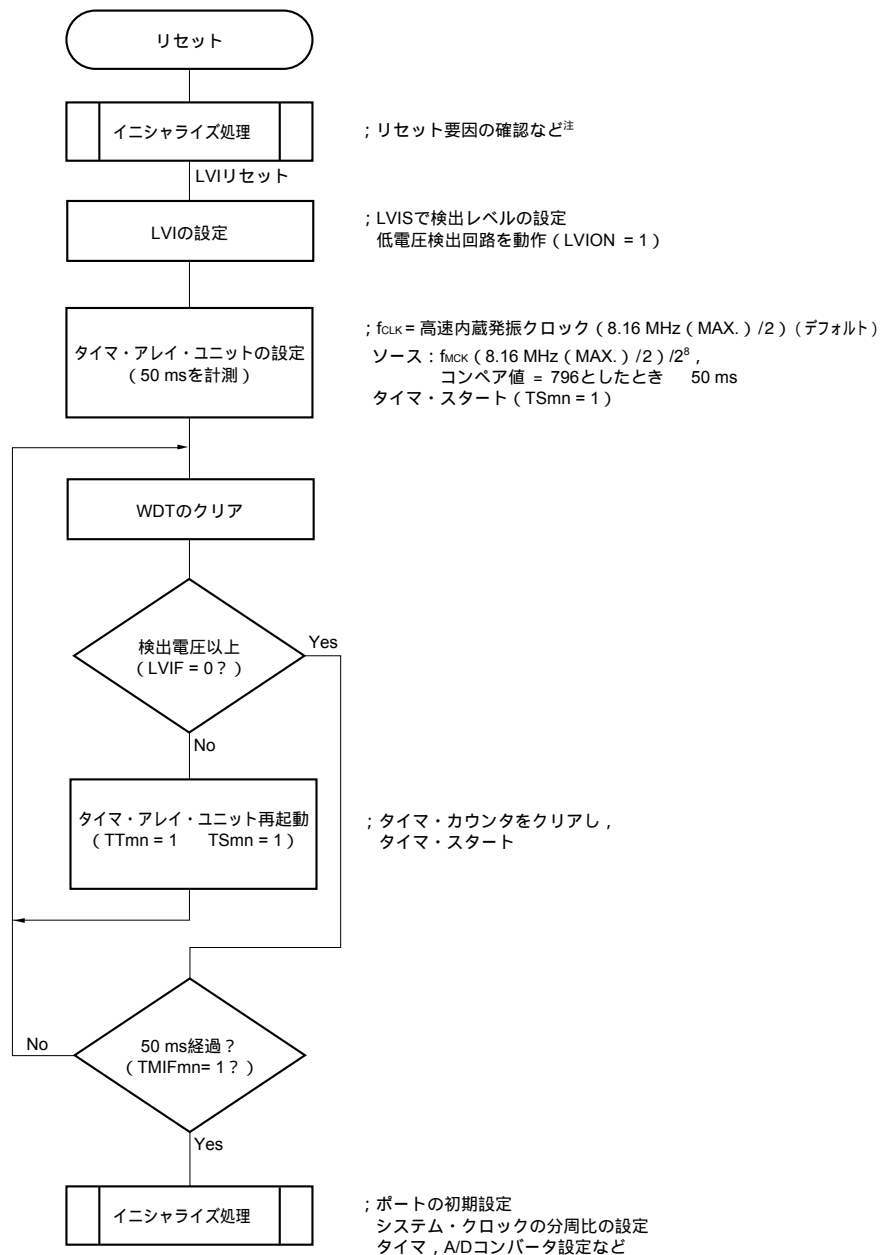 リセット
イニシャライズ処理
;リセット要因の確認など注
LVIリセット
LVIの設定
;LVISで検出レベルの設定
低電圧検出回路を動作(LVION = 1)
タイマ・アレイ・ユニットの設定
(50 msを計測)
;fCLK = 高速内蔵発振クロック(8.16 MHz(MAX.)/2)(デフォルト)
ソース:fMCK(8.16 MHz(MAX.)/2)/2⁸,
コンペア値 = 796としたとき 50 ms
タイマ・スタート(TSmn = 1)
WDTのクリア
検出電圧以上
(LVIF = 0?)
Yes
No
タイマ・アレイ・ユニット再起動
(TTmn = 1 TSmn = 1)
;タイマ・カウンタをクリアし,
タイマ・スタート
50 ms経過?
(TMIFmn= 1?)
No
Yes
イニシャライズ処理
;ポートの初期設定
システム・クロックの分周比の設定
タイマ,A/Dコンバータ設定など